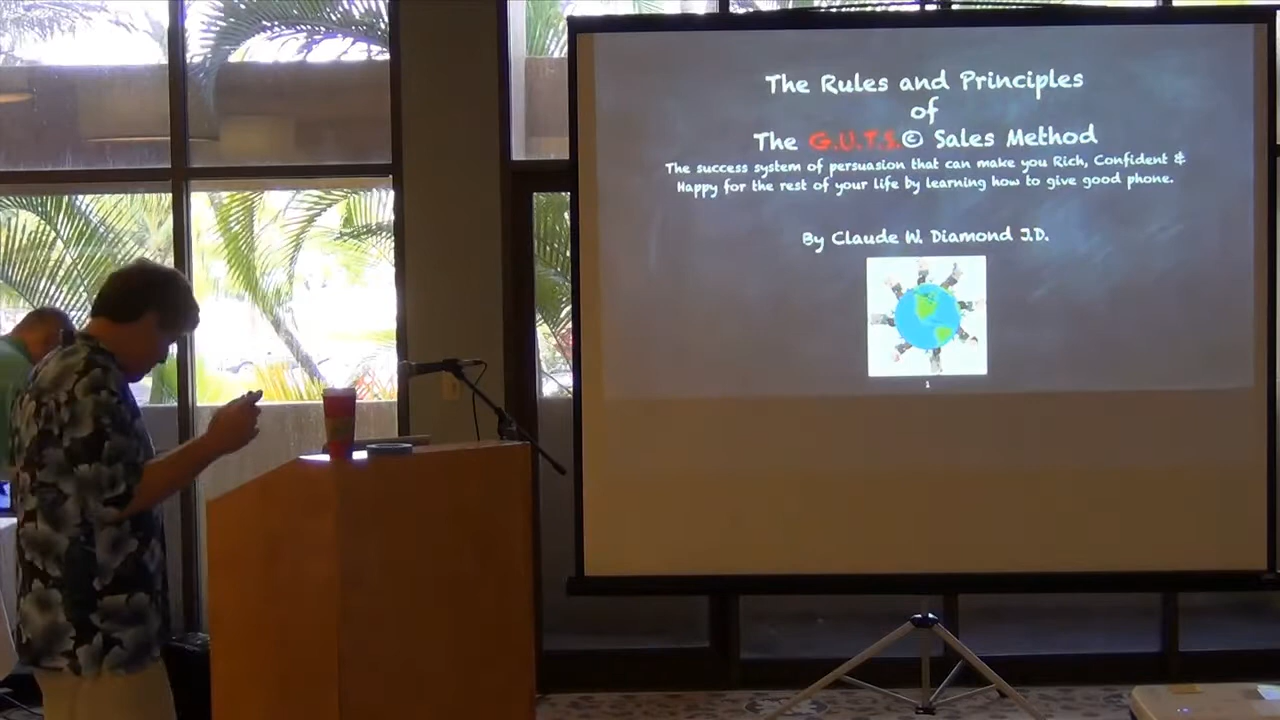 The Rules and Principles
of
The G.U.T.S.© Sales Method
The success system of persuasion that can make you Rich, Confident &
Happy for the rest of your life by learning how to give good phone.
By Claude W. Diamond J.D.
1